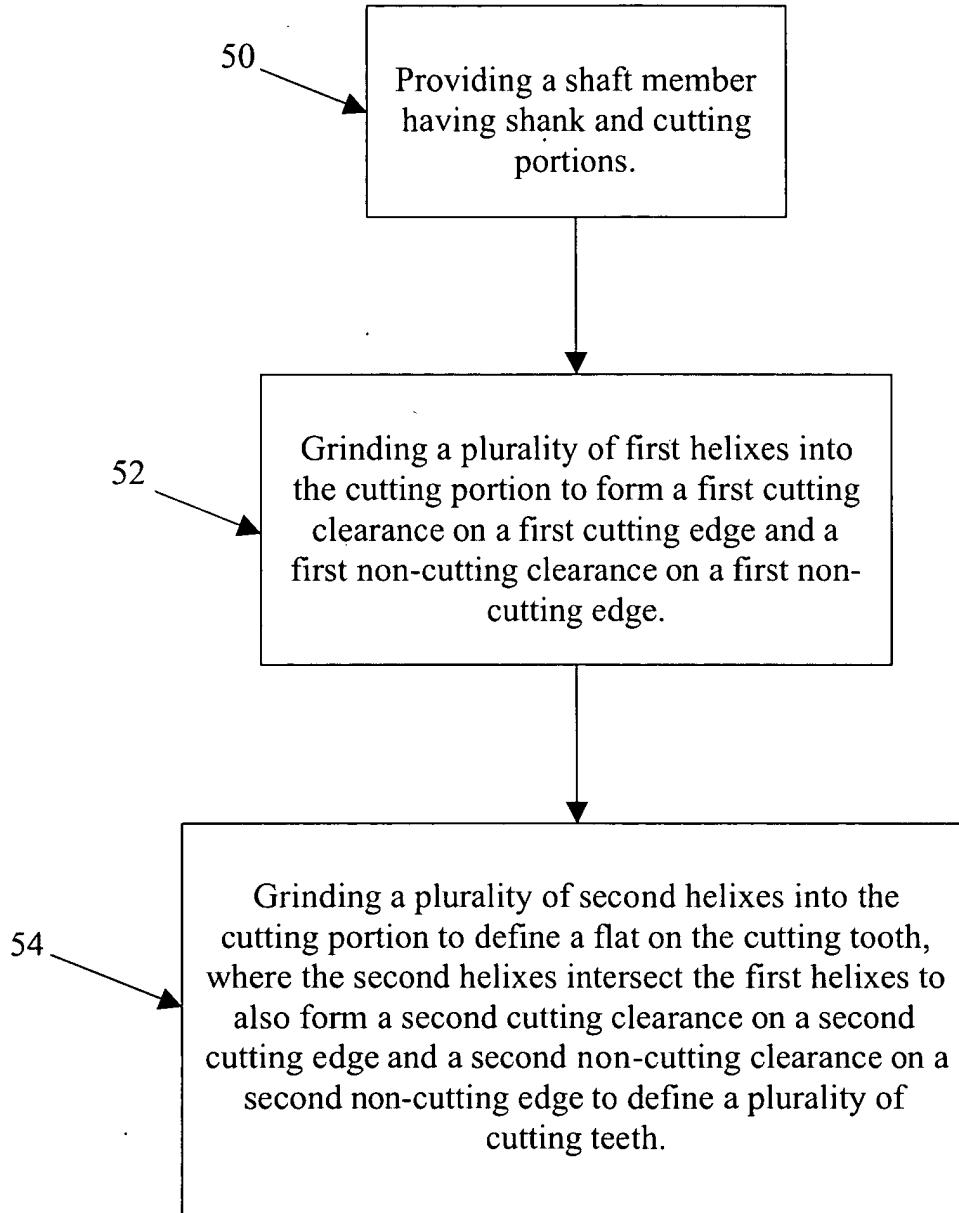 50
Providing a shaft member
having shank and cutting
portions.
52
Grinding a plurality of first helixes into
the cutting portion to form a first cutting
clearance on a first cutting edge and a
first non-cutting clearance on a first non-
cutting edge.
54
Grinding a plurality of second helixes into the
cutting portion to define a flat on the cutting tooth,
where the second helixes intersect the first helixes to
also form a second cutting clearance on a second
cutting edge and a second non-cutting clearance on a
second non-cutting edge to define a plurality of
cutting teeth.